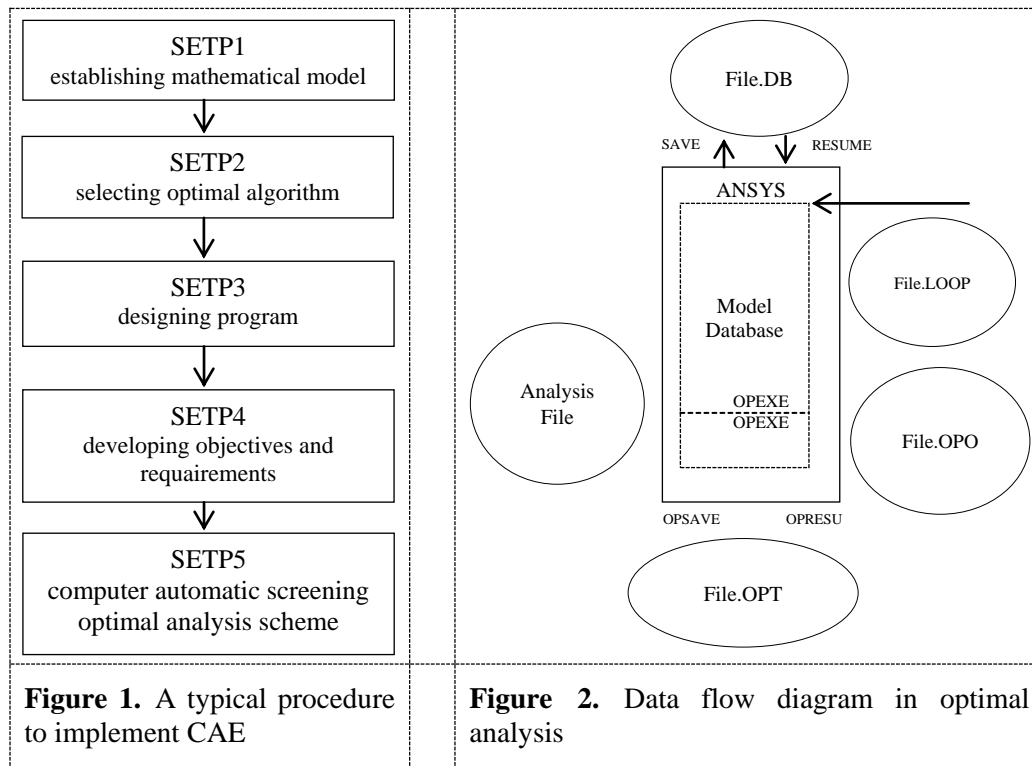 SETP1
establishing mathematical model
SETP2
selecting optimal algorithm
SETP3
designing program
SETP4
developing objectives and
requairements
SETP5
computer automatic screening
optimal analysis scheme
Figure 1. A typical procedure
to implement CAE
File.DB
SAVE
RESUME
ANSYS
File.LOOP
Model
Database
Analysis
File
OPEXE
OPEXE
File.OPO
OPSAVE
OPRESU
File.OPT
Figure 2. Data flow diagram in optimal
analysis